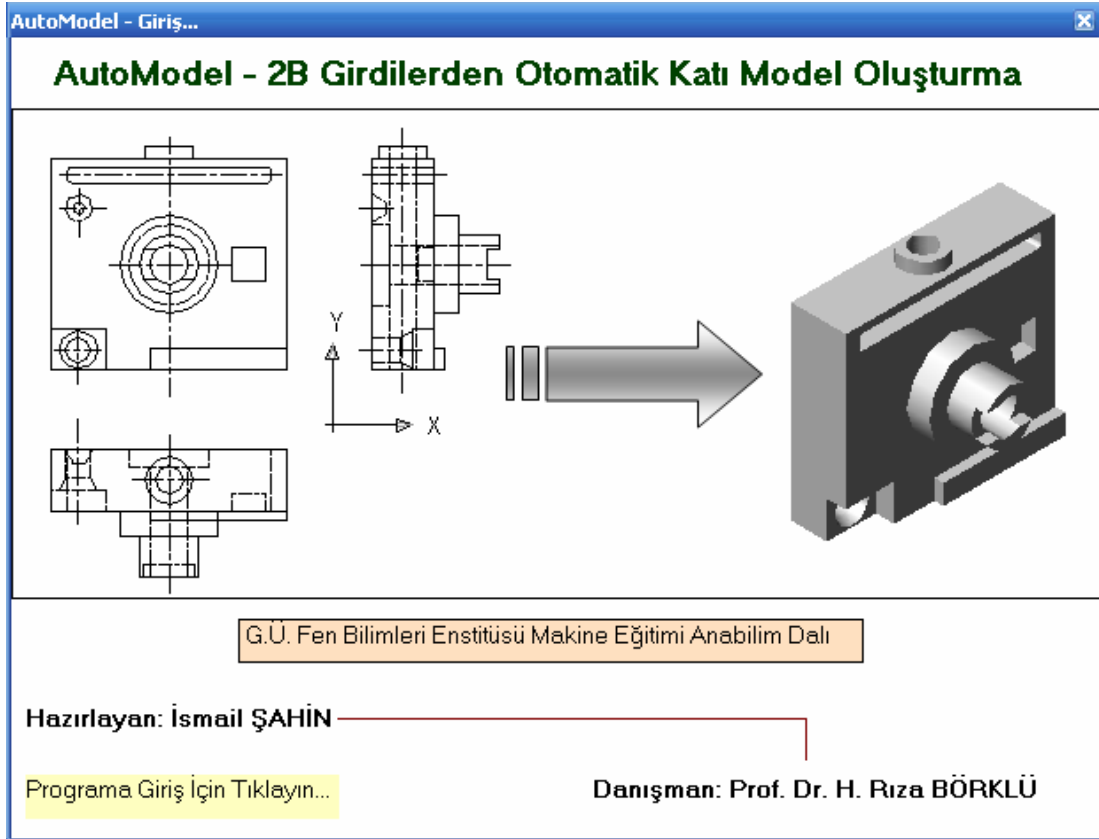 AutoModel - Giriş...
AutoModel - 2B Girdilerden Otomatik Katı Model Oluşturma
Y
X
G.Ü. Fen Bilimleri Enstitüsü Makine Eğitimi Anabilim Dalı
Hazırlayan: İsmail ŞAHİN
Programa Giriş İçin Tıklayın...
Danışman: Prof. Dr. H. Rıza BÖRKLÜ